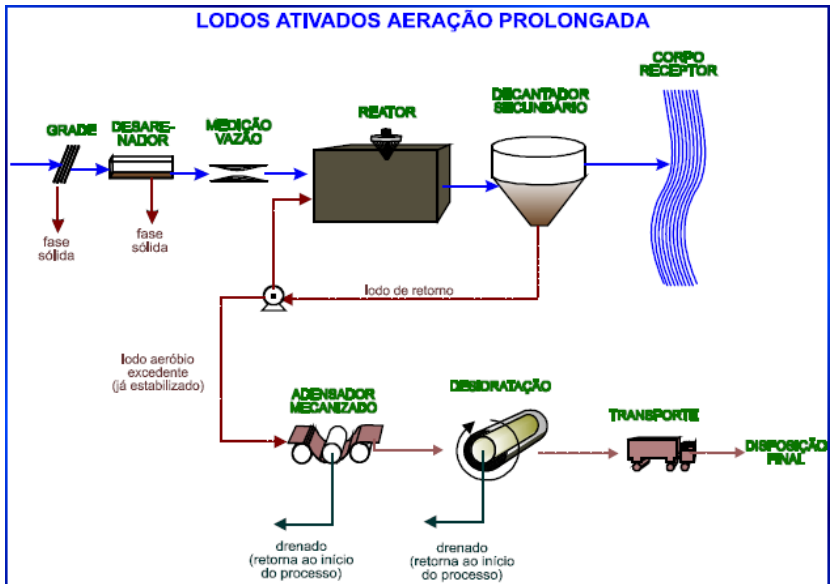 LODOS ATIVADOS AERAÇÃO PROLONGADA
CORPO
RECEPTOR
DECANTADOR
SECUNDÁRIO
REATOR
MEDIÇÃO
VAZÃO
DESARE-
NADOR
GRADE
fase
sólida
fase
sólida
lodo de retorno
lodo aeróbio
excedente
(já estabilizado)
ADENSADOR
MECANIZADO
DESIDRATAÇÃO
TRANSPORTE
DISPOSIÇÃO
FINAL
drenado
(retorna ao início
do processo)
drenado
(retorna ao início
do processo)